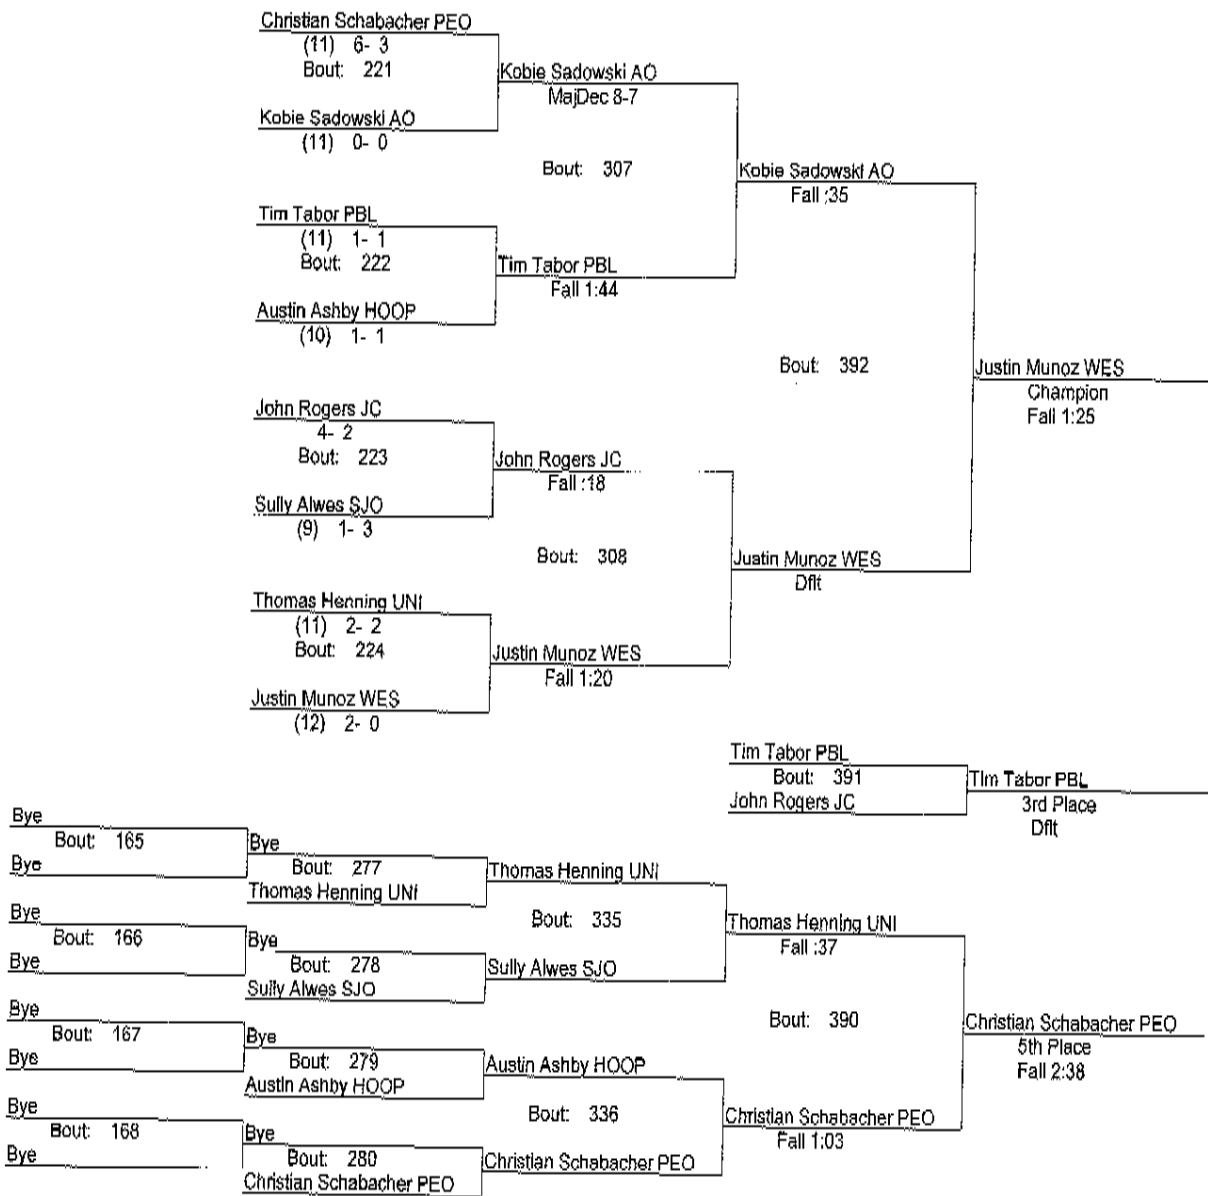 Christian Schabacher PEO
(11) 6- 3
Bout: 221
Kobie Sadowski AO
MajDec 8-7
Kobie Sadowski AO
(11) 0- 0
Bout: 307
Kobie Sadowski AO
Fall :35
Tim Tabor PBL
(11) 1- 1
Bout: 222
Tim Tabor PBL
Fall 1:44
Austin Ashby HOOP
(10) 1- 1
Bout: 392
Justin Munoz WES
Champion
Fall 1:25
John Rogers JC
4- 2
Bout: 223
John Rogers JC
Fall :18
Sully Alwes SJO
(9) 1- 3
Bout: 308
Justin Munoz WES
Dflt
Thomas Henning UNI
(11) 2- 2
Bout: 224
Justin Munoz WES
Fall 1:20
Justin Munoz WES
(12) 2- 0
Tim Tabor PBL
Bout: 391
John Rogers JC
Tim Tabor PBL
3rd Place
Dflt
Bye
Bout: 165
Bye
Bye
Bout: 277
Thomas Henning UNI
Thomas Henning UNI
Bye
Bout: 166
Bye
Bye
Bout: 278
Sully Alwes SJO
Bout: 335
Sully Alwes SJO
Thomas Henning UNI
Fall :37
Bye
Bout: 167
Bye
Bye
Bout: 279
Austin Ashby HOOP
Austin Ashby HOOP
Bout: 390
Christian Schabacher PEO
5th Place
Fall 2:38
Bye
Bout: 168
Bye
Bye
Bout: 280
Christian Schabacher PEO
Bout: 336
Christian Schabacher PEO
Christian Schabacher PEO
Fall 1:03